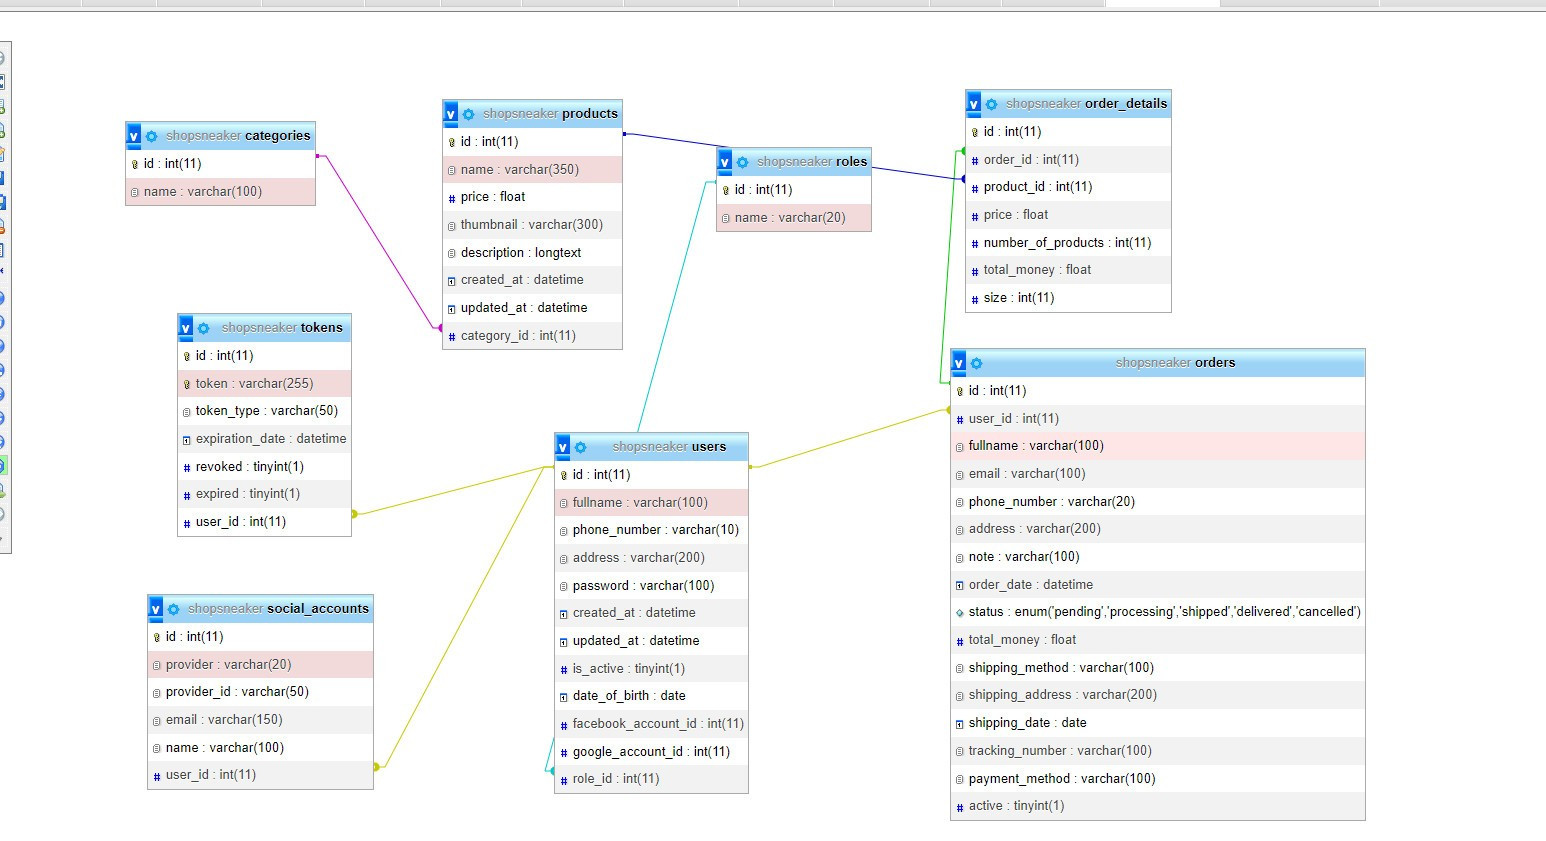 shopsneaker categories
id : int(11)
name : varchar(100)
shopsneaker products
id : int(11)
name : varchar(350)
price : float
thumbnail : varchar(300)
description : longtext
created_at : datetime
updated_at : datetime
category_id : int(11)
shopsneaker roles
id : int(11)
name : varchar(20)
shopsneaker order_details
id : int(11)
order_id : int(11)
product_id : int(11)
price : float
number_of_products : int(11)
total_money : float
size : int(11)
shopsneaker tokens
id : int(11)
token : varchar(255)
token_type : varchar(50)
expiration_date : datetime
revoked : tinyint(1)
expired : tinyint(1)
user_id : int(11)
shopsneaker users
id : int(11)
fullname : varchar(100)
phone_number : varchar(10)
address : varchar(200)
password : varchar(100)
created_at : datetime
updated_at : datetime
is_active : tinyint(1)
date_of_birth : date
facebook_account_id : int(11)
google_account_id : int(11)
role_id : int(11)
shopsneaker orders
id : int(11)
user_id : int(11)
fullname : varchar(100)
email : varchar(100)
phone_number : varchar(20)
address : varchar(200)
note : varchar(100)
order_date : datetime
status : enum('pending','processing','shipped','delivered','cancelled')
total_money : float
shipping_method : varchar(100)
shipping_address : varchar(200)
shipping_date : date
tracking_number : varchar(100)
payment_method : varchar(100)
active : tinyint(1)
shopsneaker social_accounts
id : int(11)
provider : varchar(20)
provider_id : varchar(50)
email : varchar(150)
name : varchar(100)
user_id : int(11)